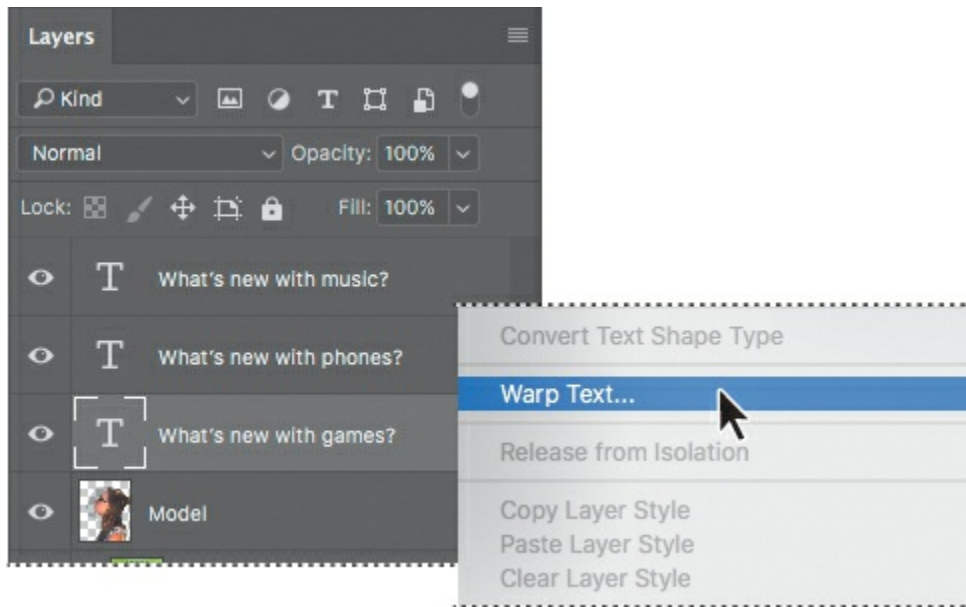 Layers
Kind
Normal Opacity: 100%
Lock: Fill: 100%
T What's new with music?
T What's new with phones?
T What's new with games?
Model
Convert Text Shape Type
Warp Text...
Release from Isolation
Copy Layer Style
Paste Layer Style
Clear Layer Style